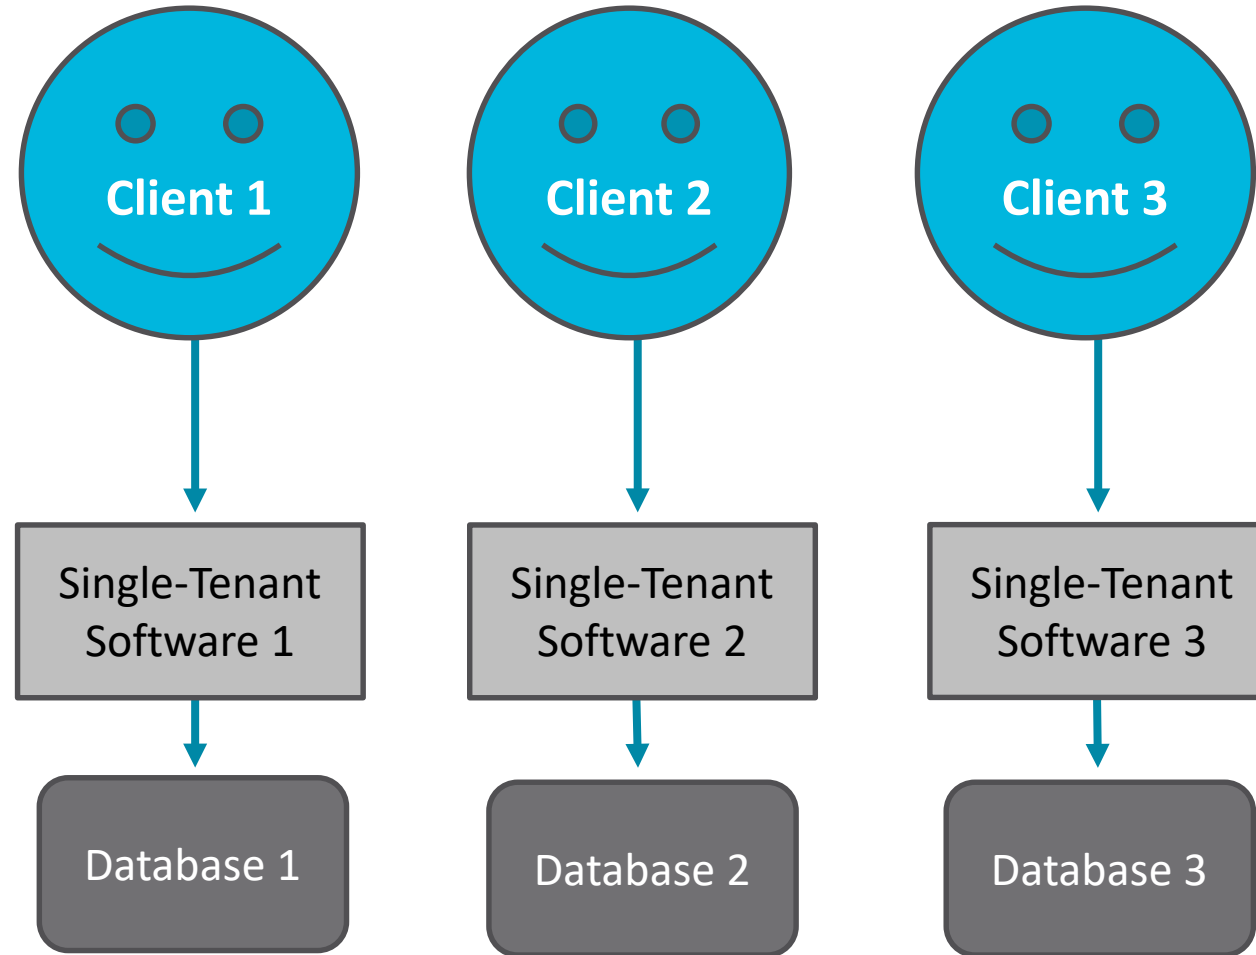 Client 1
Client 2
Client 3
Single-Tenant
Software 1
Single-Tenant
Software 2
Single-Tenant
Software 3
Database 1
Database 2
Database 3